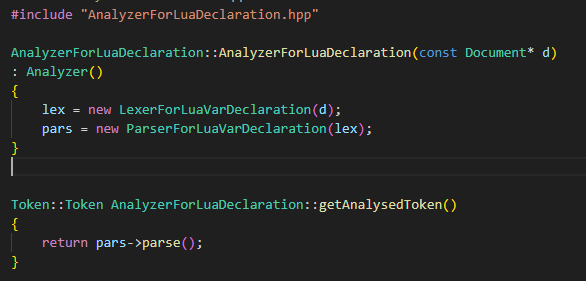 #include "AnalyzerForLuaDeclaration.hpp"
AnalyzerForLuaDeclaration::AnalyzerForLuaDeclaration(const Document* d)
: Analyzer()
{
    lex = new LexerForLuaVarDeclaration(d);
    pars = new ParserForLuaVarDeclaration(lex);
}
Token::Token AnalyzerForLuaDeclaration::getAnalysedToken()
{
    return pars->parse();
}